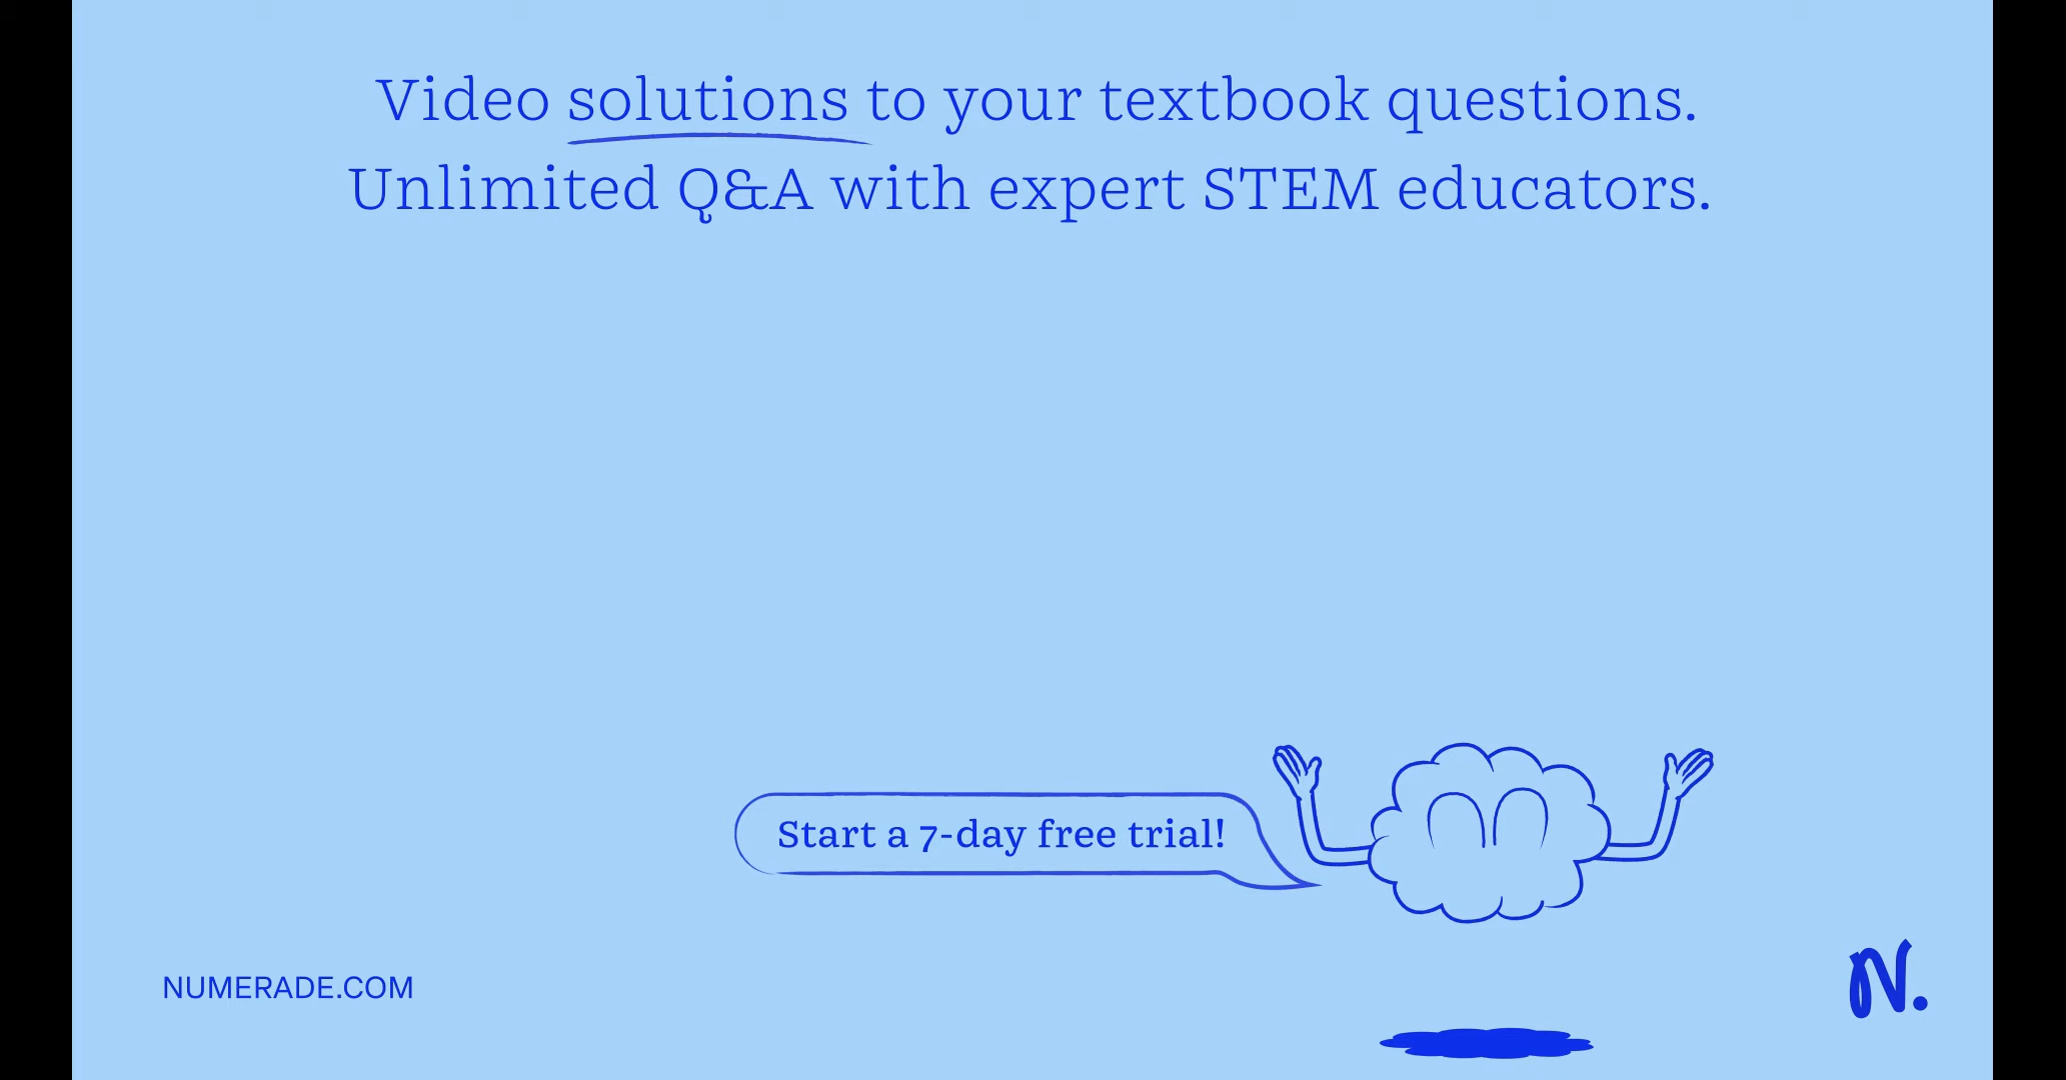 Video solutions to your textbook questions.
Unlimited Q&A with expert STEM educators.
Start a 7-day free trial!
NUMERADE.COM
N.